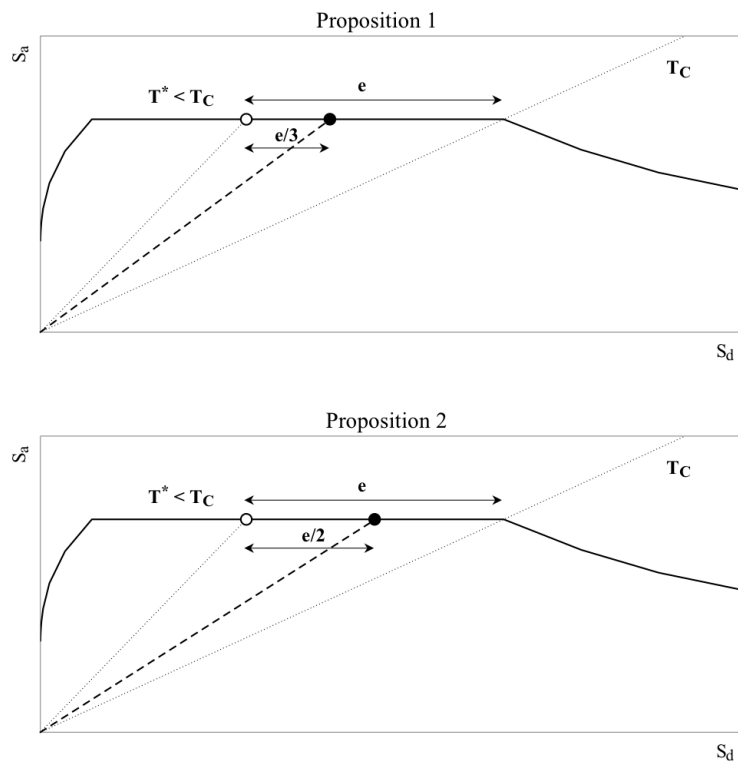 Proposition 1
Sa
T* < TC
e
TC
e/3
Sd
Proposition 2
Sa
T* < TC
e
TC
e/2
Sd